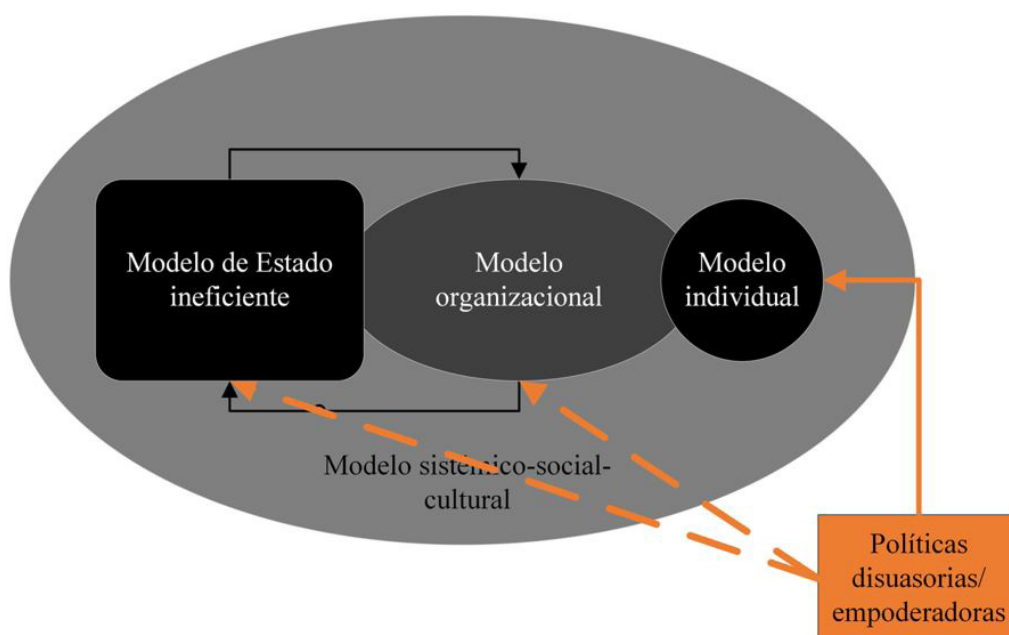 Modelo de Estado
ineficiente
Modelo
organizacional
Modelo
individual
Modelo sistémico-social-
cultural
Políticas
disuasorias/
empoderadoras